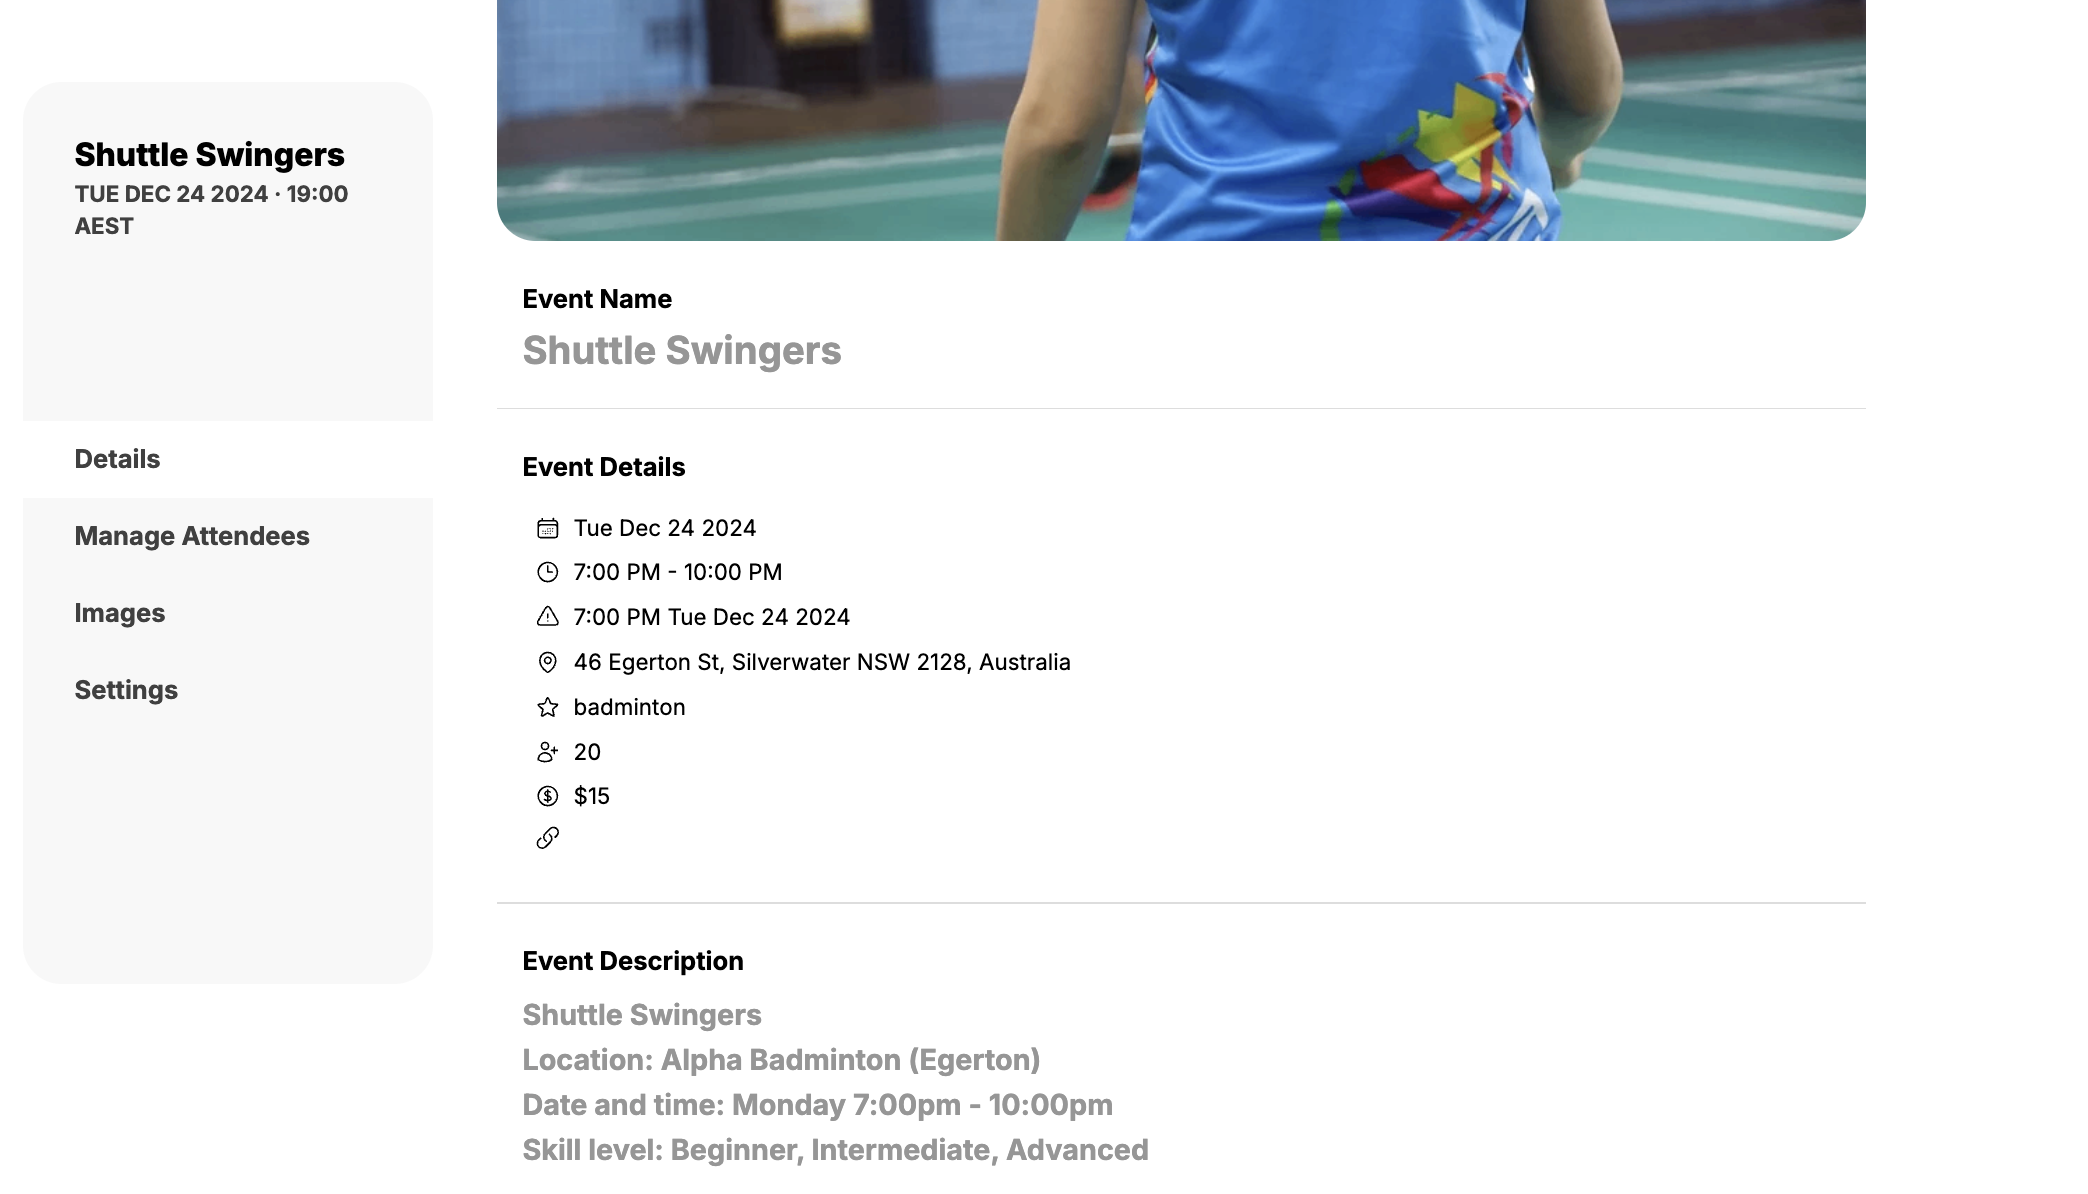 Shuttle Swingers
TUE DEC 24 2024 · 19:00
AEST
Details
Manage Attendees
Images
Settings
Event Name
Shuttle Swingers
Event Details
Tue Dec 24 2024
7:00 PM - 10:00 PM
7:00 PM Tue Dec 24 2024
46 Egerton St, Silverwater NSW 2128, Australia
badminton
20
$15
Event Description
Shuttle Swingers
Location: Alpha Badminton (Egerton)
Date and time: Monday 7:00pm - 10:00pm
Skill level: Beginner, Intermediate, Advanced